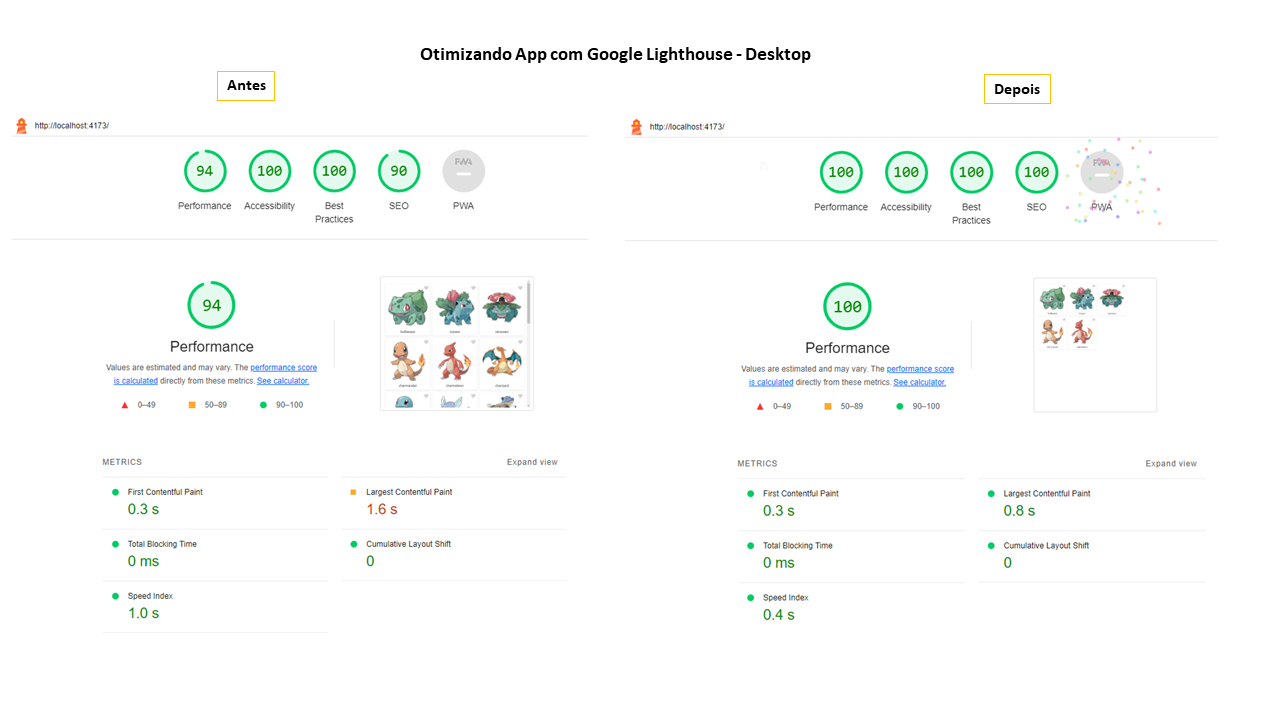 Otimizando App com Google Lighthouse - Desktop
Antes
http://localhost:4173/
94
100
100
90
PWA
Performance
Accessibility
Best
Practices
SEO
PWA
94
Performance
Values are estimated and may vary. The performance score
is calculated directly from these metrics. See calculator.
0–49
50–89
90–100
bulbasaur
ivysaur
venusaur
charmander
charmeleon
charizard
METRICS
Expand view
First Contentful Paint
0.3 s
Largest Contentful Paint
1.6 s
Total Blocking Time
0 ms
Cumulative Layout Shift
0
Speed Index
1.0 s
Depois
http://localhost:4173/
100
100
100
100
PWA
Performance
Accessibility
Best
Practices
SEO
PWA
100
Performance
Values are estimated and may vary. The performance score
is calculated directly from these metrics. See calculator.
0–49
50–89
90–100
METRICS
Expand view
First Contentful Paint
0.3 s
Largest Contentful Paint
0.8 s
Total Blocking Time
0 ms
Cumulative Layout Shift
0
Speed Index
0.4 s